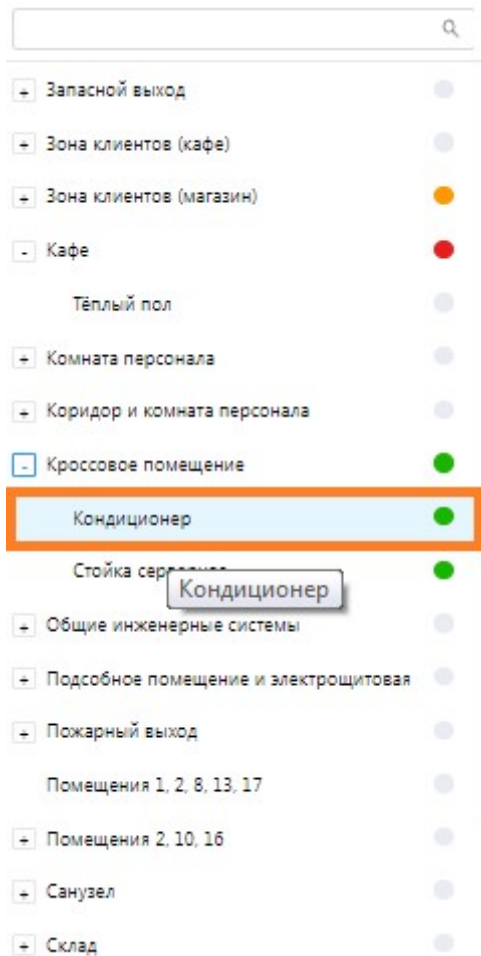 Запасной выход
Зона клиентов (кафе)
Зона клиентов (магазин)
Кафе
Тёплый пол
Комната персонала
Коридор и комната персонала
Кроссовое помещение
Кондиционер
Стойка
Кондиционер
Общие инженерные системы
Подсобное помещение и электрощитовая
Пожарный выход
Помещения 1, 2, 8, 13, 17
Помещения 2, 10, 16
Санузел
Склад